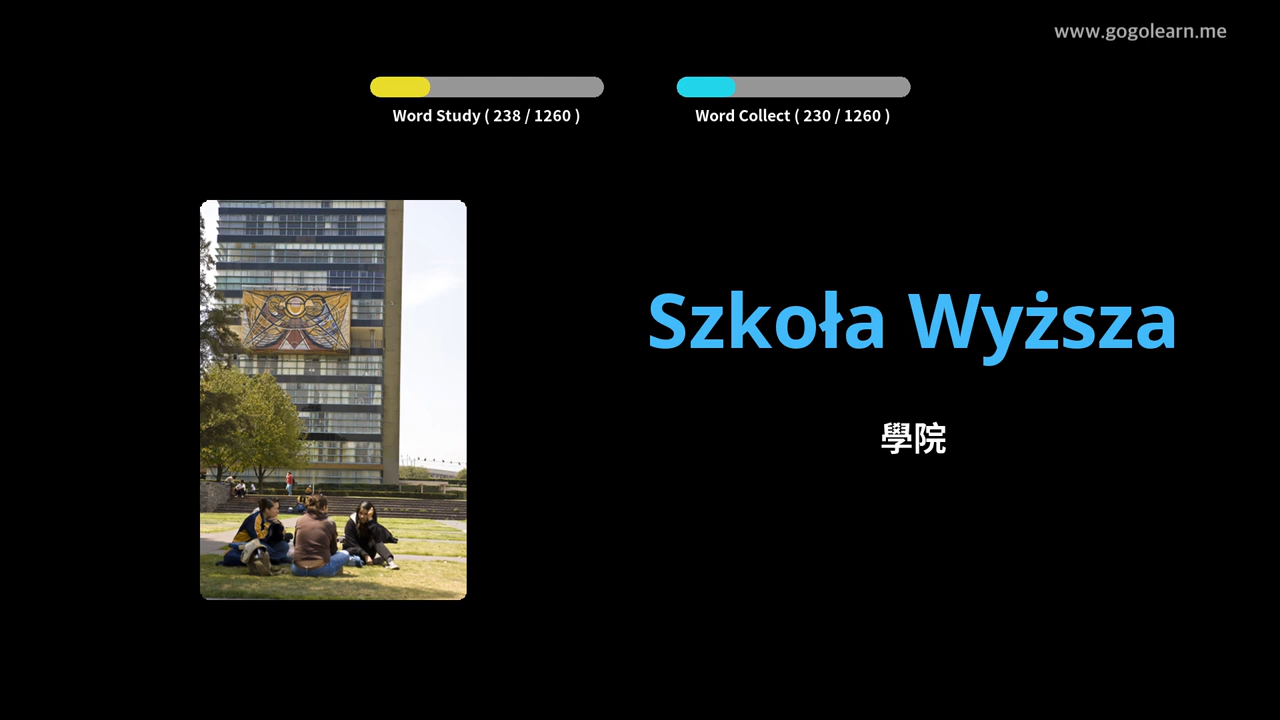 www.gogolearn.me
Word Study ( 238 / 1260 )
Word Collect ( 230 / 1260 )
Szkoła Wyższa
學院